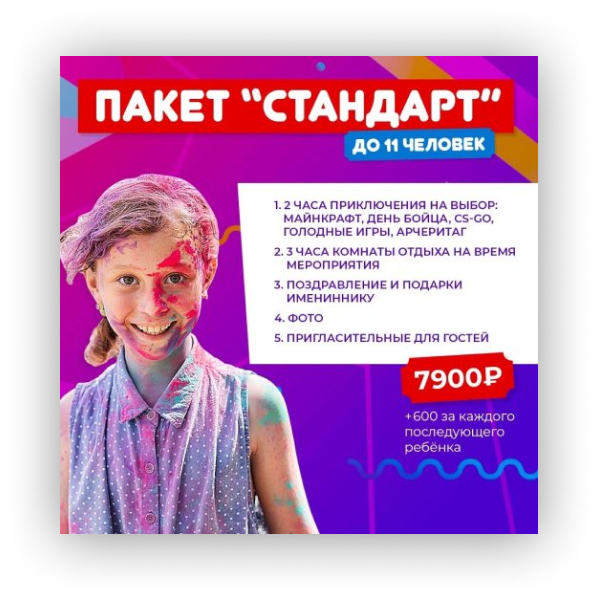 ПАКЕТ "СТАНДАРТ"
ДО 11 ЧЕЛОВЕК
1. 2 ЧАСА ПРИКЛЮЧЕНИЯ НА ВЫБОР:
МАЙНКРАФТ, ДЕНЬ БОЙЦА, CS-GO,
ГОЛОДНЫЕ ИГРЫ, АРЧЕРИТАГ
2. 3 ЧАСА КОМНАТЫ ОТДЫХА НА ВРЕМЯ
МЕРОПРИЯТИЯ
3. ПОЗДРАВЛЕНИЕ И ПОДАРКИ
ИМЕНИННИКУ
4. ФОТО
5. ПРИГЛАСИТЕЛЬНЫЕ ДЛЯ ГОСТЕЙ
7900₽
+600 за каждого
последующего
ребёнка